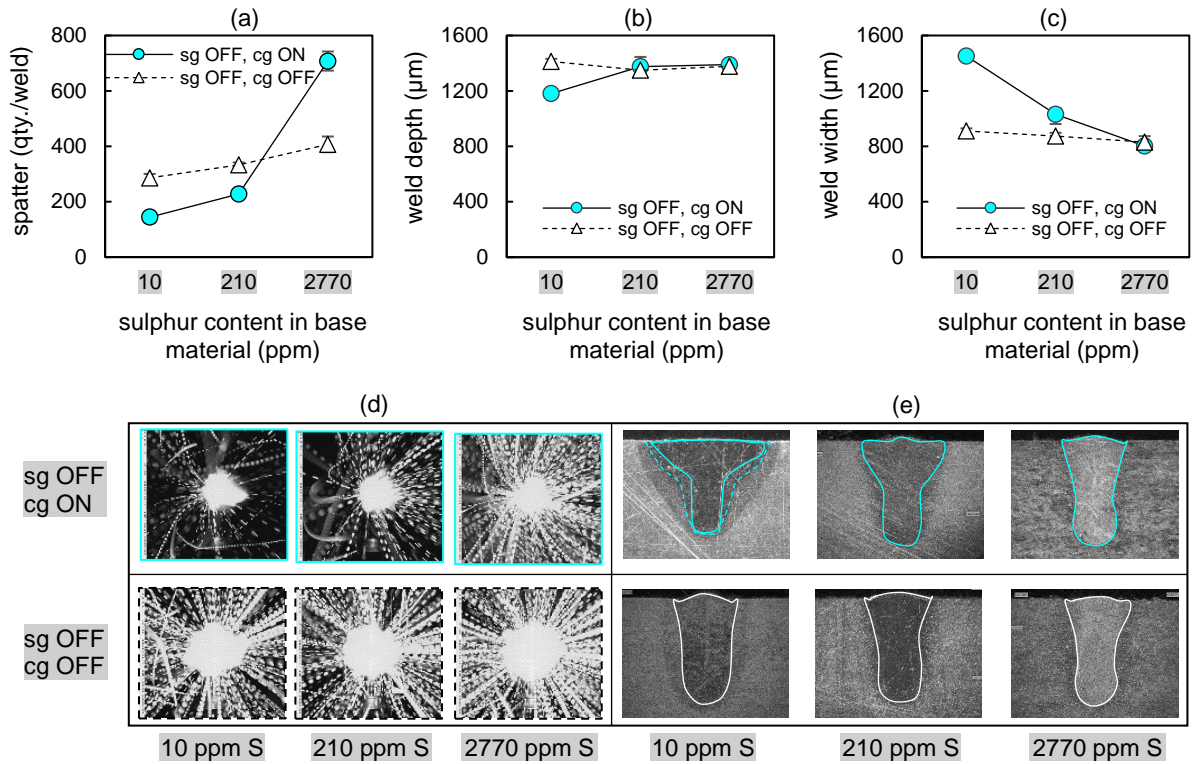 (a)
800
600
400
200
0
spatter (qty./weld)
sg OFF, cg ON
sg OFF, cg OFF
10 210 2770
sulphur content in base
material (ppm)
(b)
1600
1200
800
400
0
weld depth (µm)
sg OFF, cg ON
sg OFF, cg OFF
10 210 2770
sulphur content in base
material (ppm)
(c)
1600
1200
800
400
0
weld width (µm)
sg OFF, cg ON
sg OFF, cg OFF
10 210 2770
sulphur content in base
material (ppm)
(d) (e)
sg OFF
cg ON
sg OFF
cg OFF
10 ppm S 210 ppm S 2770 ppm S 10 ppm S 210 ppm S 2770 ppm S